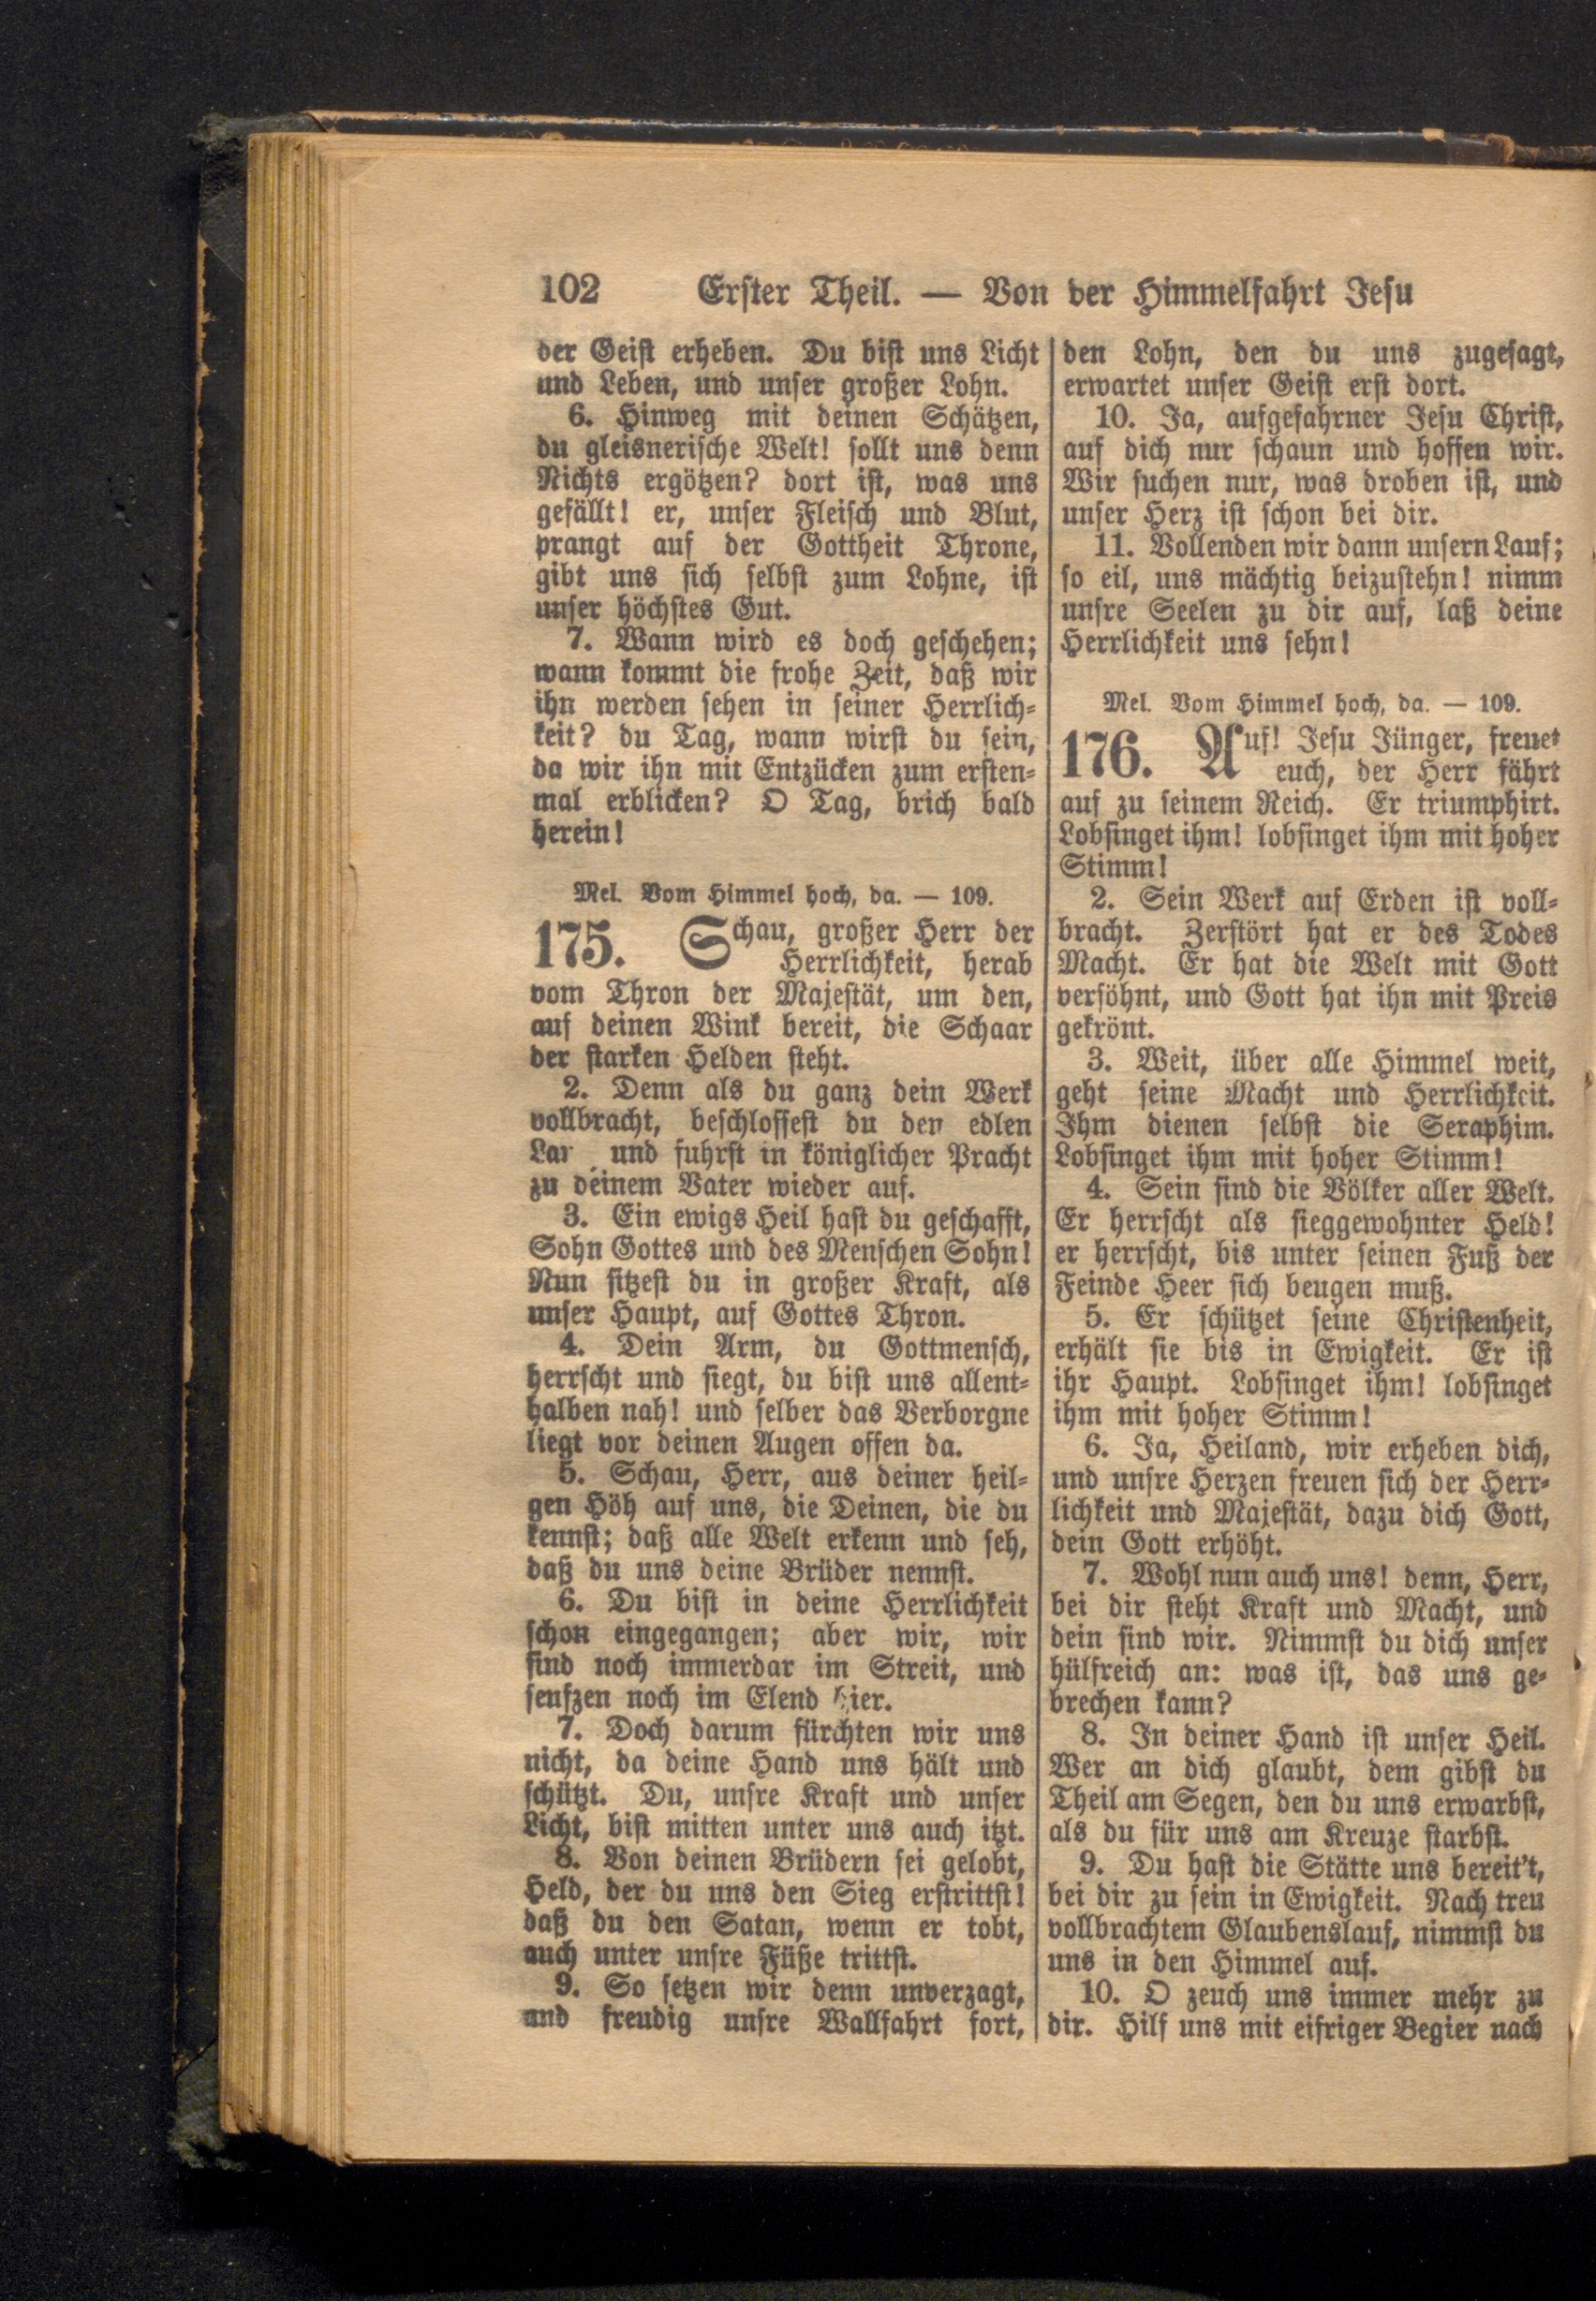 102 Erster Theil. — Von der Himmelfahrt Jesu
der Geist erheben. Du bist uns Licht
und Leben, und unser großer Lohn.
6. Hinweg mit deinen Schätzen,
du gleisnerische Welt! sollt uns denn
Nichts ergötzen? dort ist, was uns
gefällt! er, unser Fleisch und Blut,
prangt auf der Gottheit Throne,
gibt uns sich selbst zum Lohne, ist
unser höchstes Gut.
7. Wann wird es doch geschehen;
wann kommt die frohe Zeit, daß wir
ihn werden sehen in seiner Herrlich-
keit? du Tag, wann wirst du sein,
da wir ihn mit Entzücken zum ersten-
mal erblicken? O Tag, brich bald
herein!
Mel. Vom Himmel hoch, da. — 109.
175. Schau, großer Herr der
Herrlichkeit, herab
vom Thron der Majestät, um den,
auf deinen Wink bereit, die Schaar
der starken Helden steht.
2. Denn als du ganz dein Werk
vollbracht, beschlossest du den edlen
und fuhrst in königlicher Pracht
zu deinem Vater wieder auf.
3. Ein ewigs Heil hast du geschafft,
Sohn Gottes und des Menschen Sohn!
Nun sitzest du in großer Kraft, als
unser Haupt, auf Gottes Thron.
4. Dein Arm, du Gottmensch,
herrscht und siegt, du bist uns allent-
halben nah! und selber das Verborgne
liegt vor deinen Augen offen da.
5. Schau, Herr, aus deiner heil-
gen Höh auf uns, die Deinen, die du
kennst; daß alle Welt erkenn und seh,
daß du uns deine Brüder nennst.
6. Du bist in deine Herrlichkeit
schon eingegangen; aber wir, wir
sind noch immerdar im Streit, und
seufzen noch im Elend hier.
7. Doch darum fürchten wir uns
nicht, da deine Hand uns hält und
schützt. Du, unsre Kraft und unser
Licht, bist mitten unter uns auch itzt.
8. Von deinen Brüdern sei gelobt,
Held, der du uns den Sieg erstrittst!
daß du den Satan, wenn er tobt,
auch unter unsre Füße trittst.
9. So setzen wir denn unverzagt,
und freudig unsre Wallfahrt fort,
den Lohn, den du uns zugesagt,
erwartet unser Geist erst dort.
10. Ja, aufgefahrner Jesu Christ,
auf dich nur schaun und hoffen wir.
Wir suchen nur, was droben ist, und
unser Herz ist schon bei dir.
11. Vollenden wir dann unsern Lauf;
so eil, uns mächtig beizustehn! nimm
unsre Seelen zu dir auf, laß deine
Herrlichkeit uns sehn!
Mel. Vom Himmel hoch, da. — 109.
176. Auf! Jesu Jünger, freuet
euch, der Herr fährt
auf zu seinem Reich. Er triumphirt.
Lobsinget ihm! lobsinget ihm mit hoher
Stimm!
2. Sein Werk auf Erden ist voll-
bracht. Zerstört hat er des Todes
Macht. Er hat die Welt mit Gott
versöhnt, und Gott hat ihn mit Preis
gekrönt.
3. Weit, über alle Himmel weit,
geht seine Macht und Herrlichkeit.
Ihm dienen selbst die Seraphim.
Lobsinget ihm mit hoher Stimm!
4. Sein sind die Völker aller Welt.
Er herrscht als sieggewohnter Held!
er herrscht, bis unter seinen Fuß der
Feinde Heer sich beugen muß.
5. Er schützet seine Christenheit,
erhält sie bis in Ewigkeit. Er ist
ihr Haupt. Lobsinget ihm! lobsinget
ihm mit hoher Stimm!
6. Ja, Heiland, wir erheben dich,
und unsre Herzen freuen sich der Herr-
lichkeit und Majestät, dazu dich Gott,
dein Gott erhöht.
7. Wohl nun auch uns! denn, Herr,
bei dir steht Kraft und Macht, und
dein sind wir. Nimmst du dich unser
hülfreich an: was ist, das uns ge-
brechen kann?
8. In deiner Hand ist unser Heil.
Wer an dich glaubt, dem gibst du
Theil am Segen, den du uns erwarbst,
als du für uns am Kreuze starbst.
9. Du hast die Stätte uns bereit't,
bei dir zu sein in Ewigkeit. Nach treu
vollbrachtem Glaubenslauf, nimmst du
uns in den Himmel auf.
10. O zeuch uns immer mehr zu
dir. Hilf uns mit eifriger Begier nach